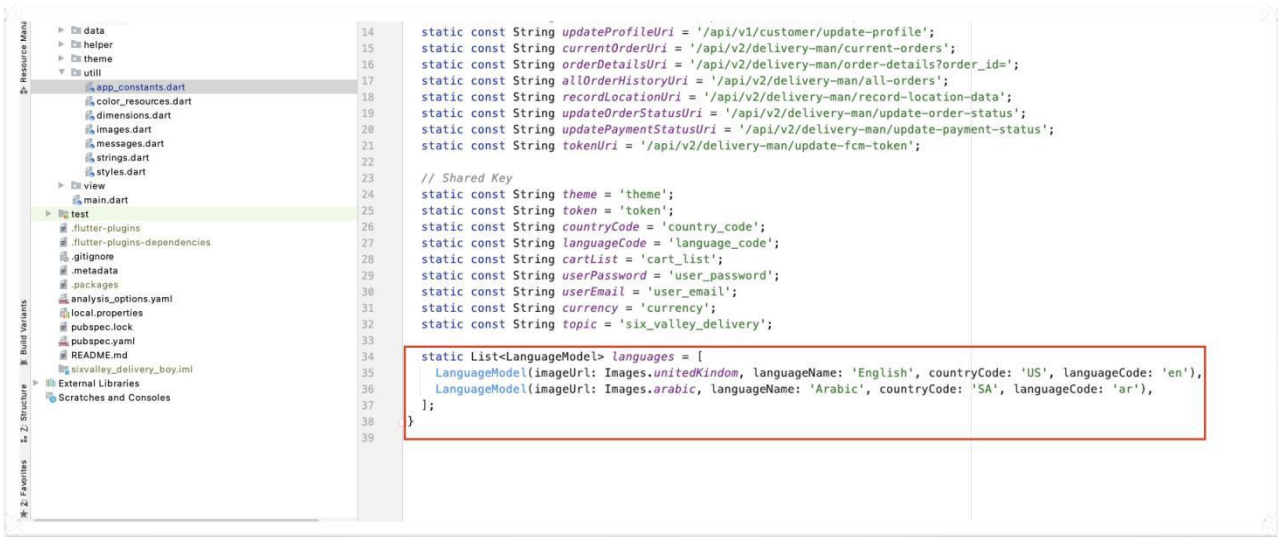 Resource Mana
data
helper
theme
utill
app_constants.dart
color_resources.dart
dimensions.dart
images.dart
messages.dart
strings.dart
styles.dart
view
main.dart
test
.flutter-plugins
.flutter-plugins-dependencies
.gitignore
.metadata
.packages
analysis_options.yaml
local.properties
pubspec.lock
pubspec.yaml
README.md
sixvalley_delivery_boy.iml
External Libraries
Scratches and Consoles
Build Variants
Z: Structure
2: Favorites
14 static const String updateProfileUri = '/api/v1/customer/update-profile';
15 static const String currentOrderUri = '/api/v2/delivery-man/current-orders';
16 static const String orderDetailsUri = '/api/v2/delivery-man/order-details?order_id=';
17 static const String allOrderHistoryUri = '/api/v2/delivery-man/all-orders';
18 static const String recordLocationUri = '/api/v2/delivery-man/record-location-data';
19 static const String updateOrderStatusUri = '/api/v2/delivery-man/update-order-status';
20 static const String updatePaymentStatusUri = '/api/v2/delivery-man/update-payment-status';
21 static const String tokenUri = '/api/v2/delivery-man/update-fcm-token';
22
23 // Shared Key
24 static const String theme = 'theme';
25 static const String token = 'token';
26 static const String countryCode = 'country_code';
27 static const String languageCode = 'language_code';
28 static const String cartList = 'cart_list';
29 static const String userPassword = 'user_password';
30 static const String userEmail = 'user_email';
31 static const String currency = 'currency';
32 static const String topic = 'six_valley_delivery';
33
34 static List<LanguageModel> languages = [
35 LanguageModel(imageUrl: Images.unitedKindom, languageName: 'English', countryCode: 'US', languageCode: 'en'),
36 LanguageModel(imageUrl: Images.arabic, languageName: 'Arabic', countryCode: 'SA', languageCode: 'ar'),
37 ];
38 }
39